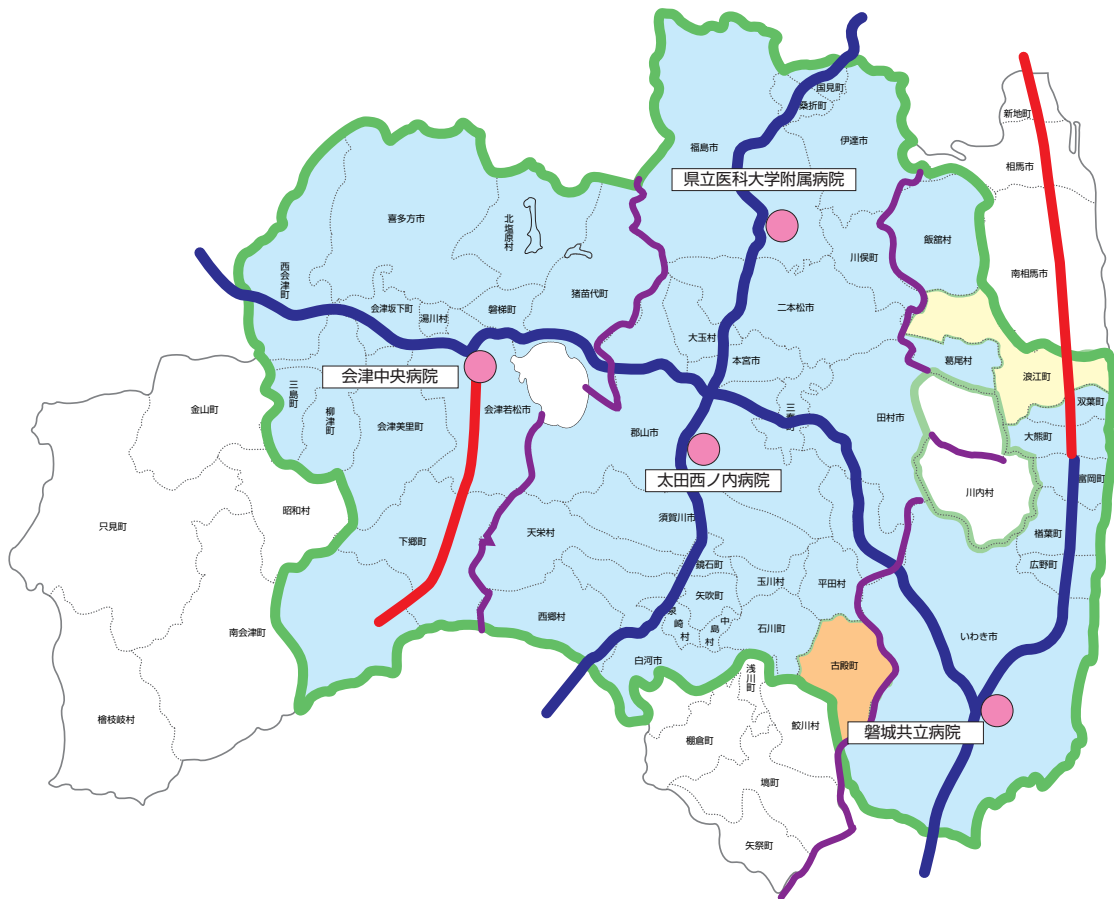 国見町
桑折町
新地町
福島市
伊達市
相馬市
県立医科大学附属病院
喜多方市
北塩原村
飯舘村
川俣町
南相馬市
西会津町
猪苗代町
会津坂下町
湯川村
磐梯町
二本松市
大玉村
本宮市
葛尾村
浪江町
会津中央病院
三島町
柳津町
金山町
会津若松市
会津美里町
郡山市
三春町
田村市
双葉町
大熊町
太田西ノ内病院
富岡町
川内村
只見町
昭和村
下郷町
天栄村
須賀川市
楢葉町
鏡石町
広野町
玉川村
平田村
矢吹町
西郷村
泉崎村
中島村
石川町
南会津町
いわき市
白河市
古殿町
浅川町
檜枝岐村
鮫川村
磐城共立病院
棚倉町
塙町
矢祭町